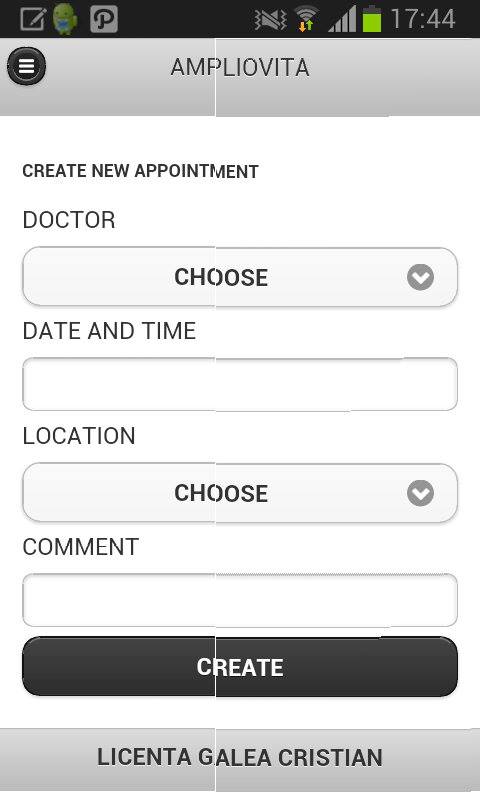 17:44
AMPLIOVITA
CREATE NEW APPOINTMENT
DOCTOR
CHOOSE
DATE AND TIME
LOCATION
CHOOSE
COMMENT
CREATE
LICENTA GALEA CRISTIAN